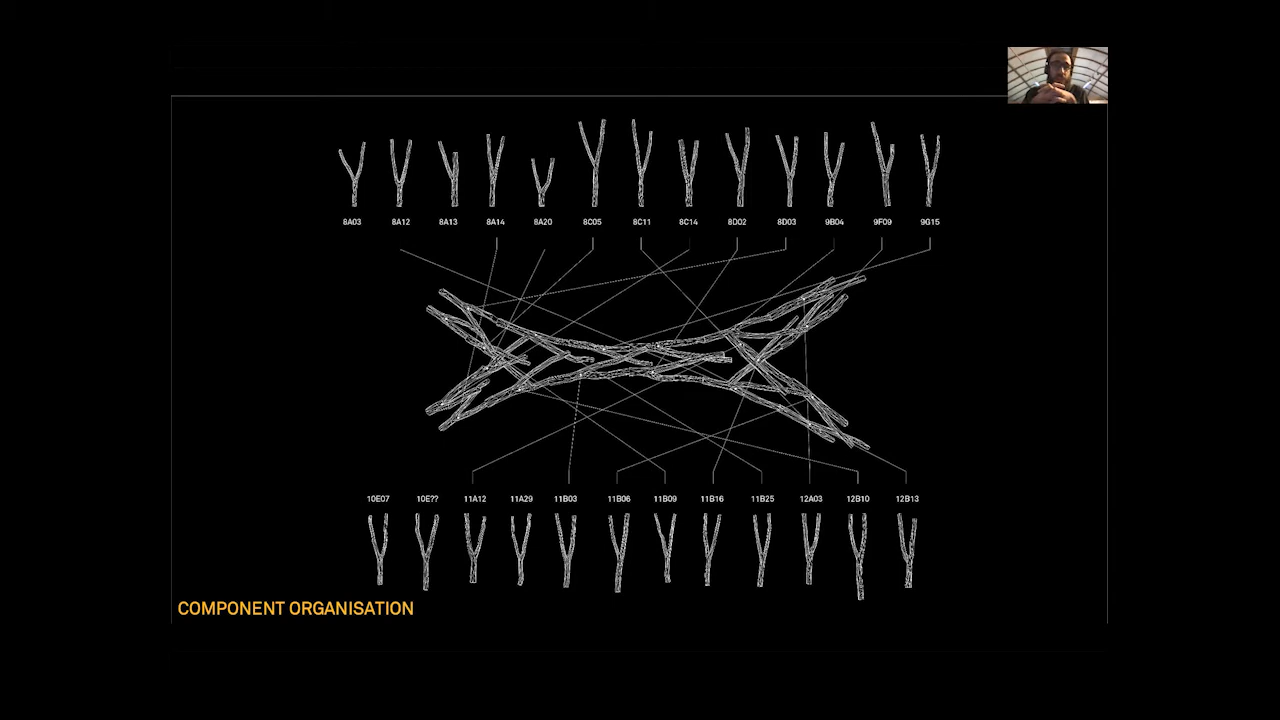 8A03 8A12 8A13 8A14 8A20 8C05 8C11 8C14 8D02 8D03 9B04 9F09 9G15
10E07 10E?? 11A12 11A29 11B03 11B06 11B09 11B16 11B25 12A03 12B10 12B13
COMPONENT ORGANISATION